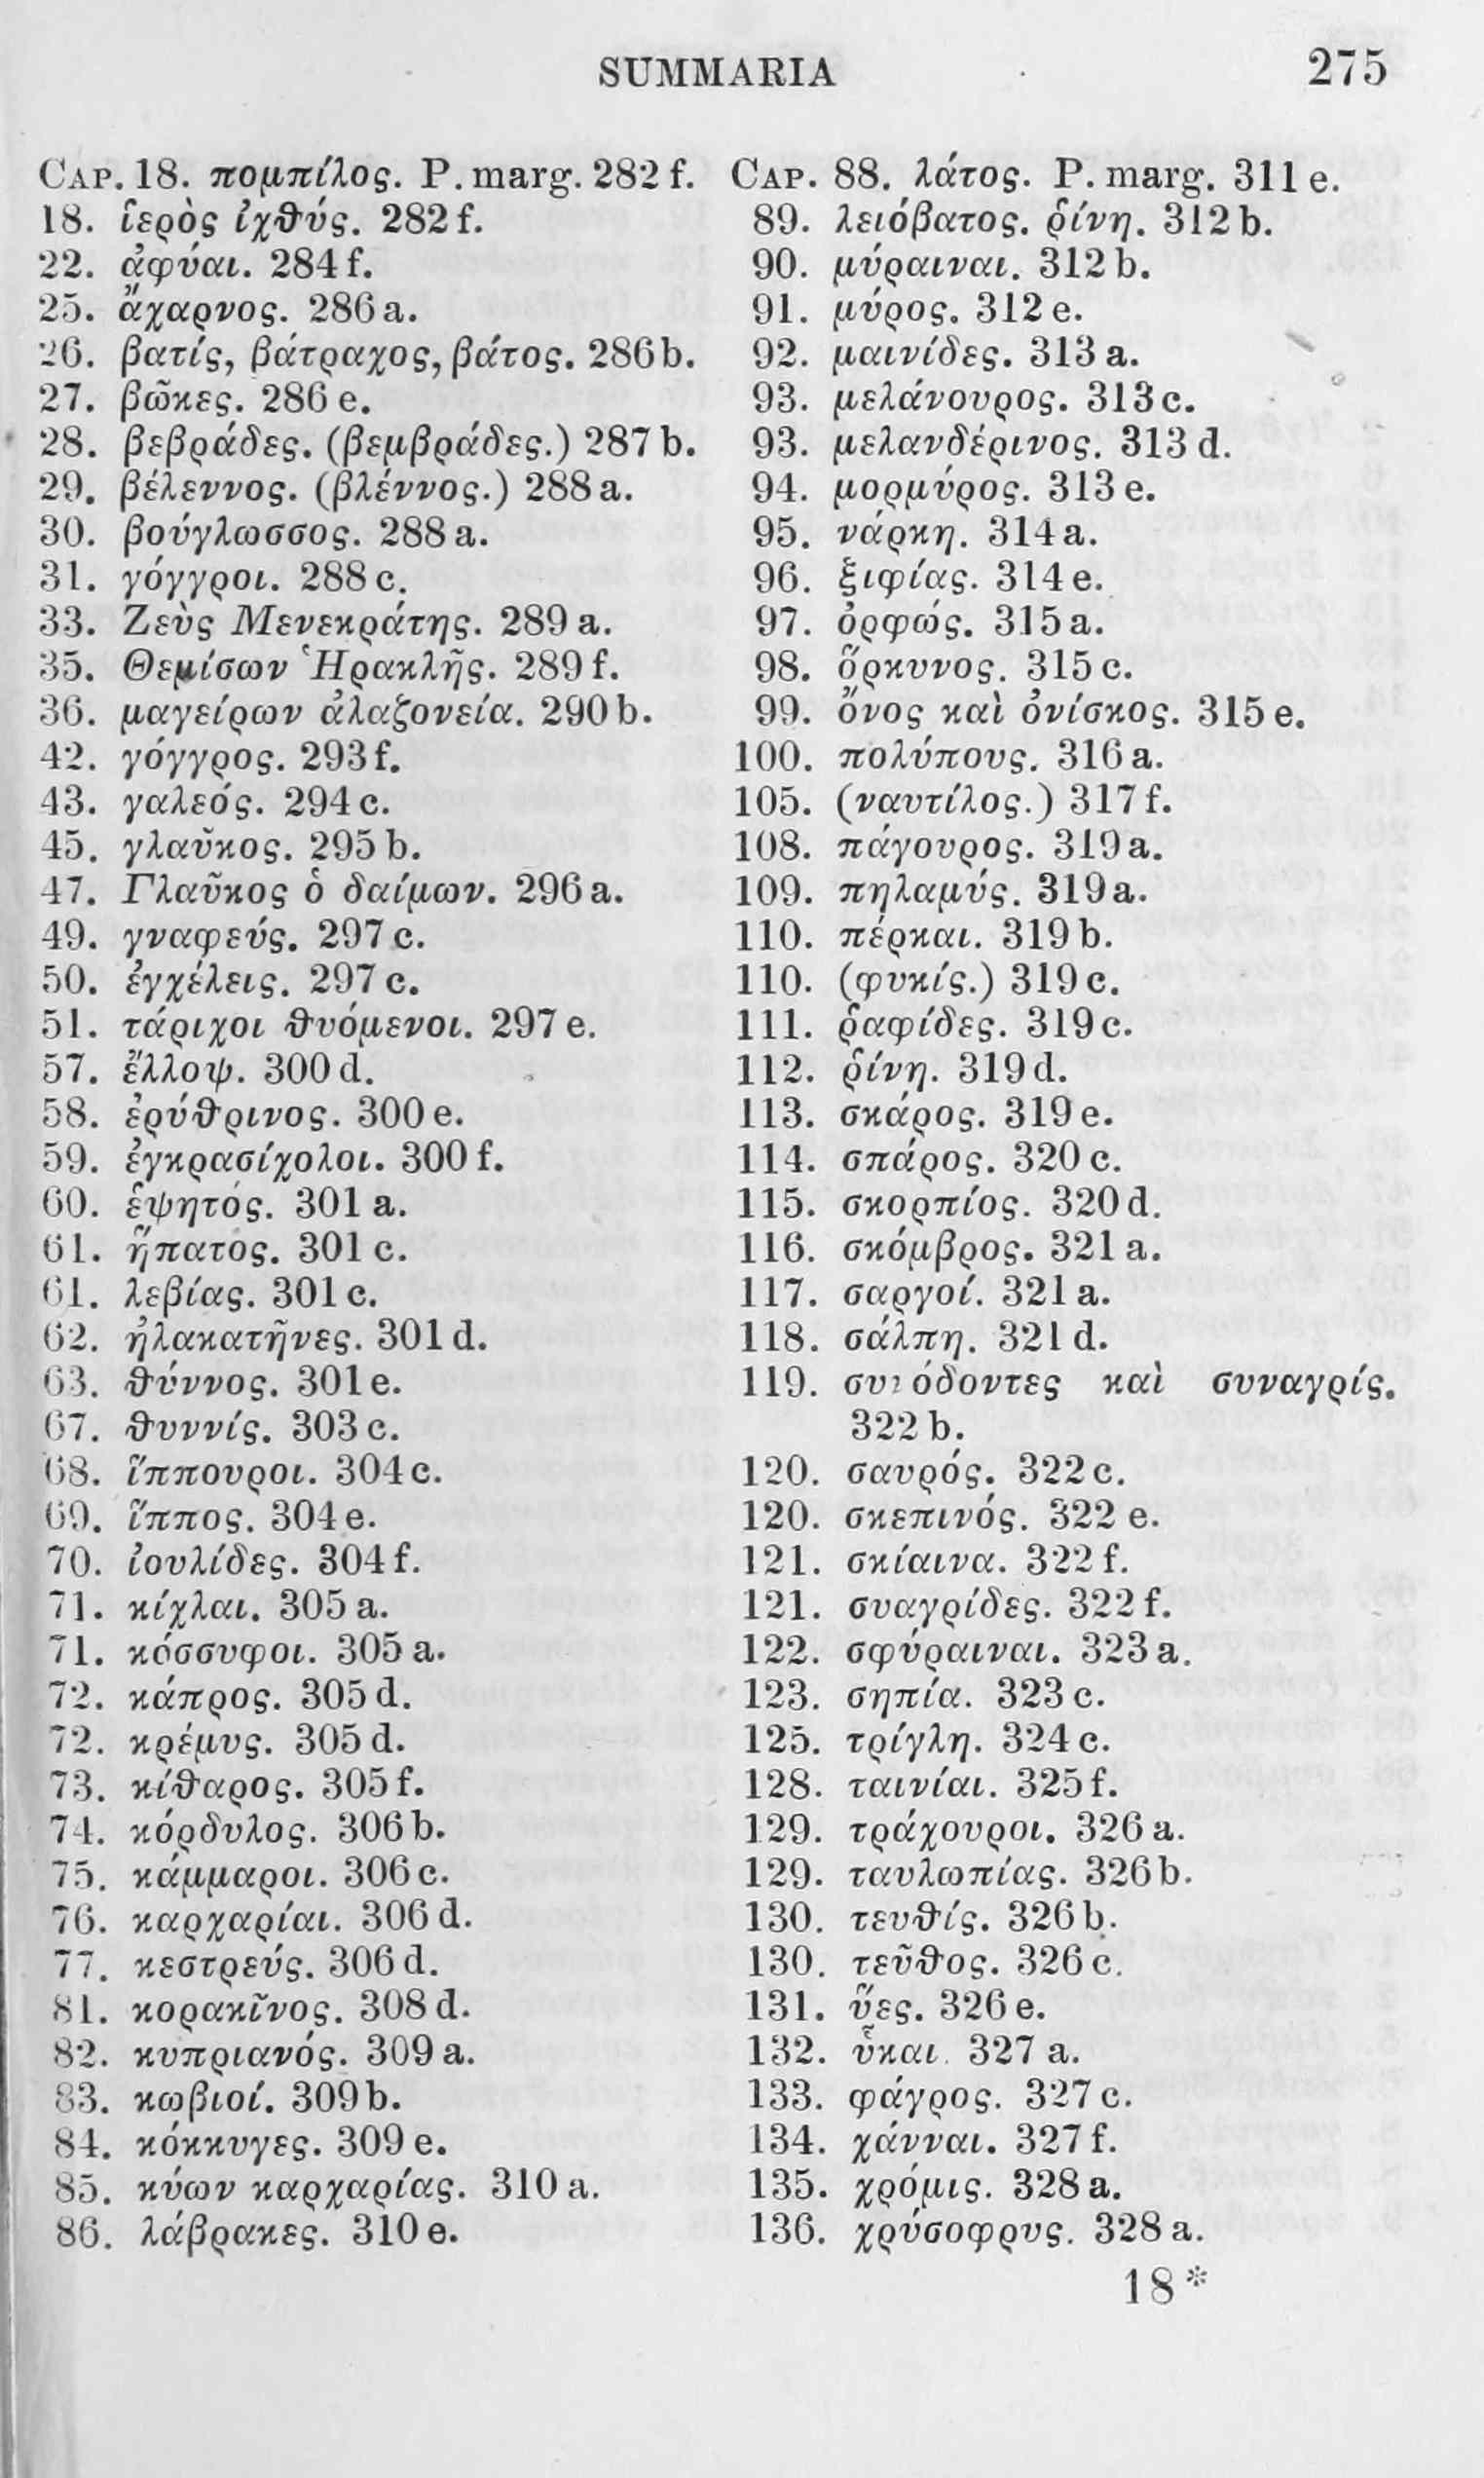 SUMMARIA 275
CAP. 18. πομπίλος. P. marg. 282 f.
18. ἱερὸς ἰχθύς. 282 f.
22. ἀφύαι. 284 f.
25. ἄχαρνος. 286 a.
26. βατίς, βάτραχος, βάτος. 286 b.
27. βῶκες. 286 e.
28. βεβράδες. (βεμβράδες.) 287 b.
29. βέλεννος. (βλέννος.) 288 a.
30. βούγλωσσος. 288 a.
31. γόγγροι. 288 c.
33. Ζεὺς Μενεκράτης. 289 a.
35. Θεμίσων Ἡρακλῆς. 289 f.
36. μαγείρων ἀλαζονεία. 290 b.
42. γόγγρος. 293 f.
43. γαλεός. 294 c.
45. γλαῦκος. 295 b.
47. Γλαῦκος ὁ δαίμων. 296 a.
49. γναφεύς. 297 c.
50. ἐγχέλεις. 297 c.
51. τάριχοι θυόμενοι. 297 e.
57. ἔλλοψ. 300 d.
58. ἐρύθρινος. 300 e.
59. ἐγκρασίχολοι. 300 f.
60. ἑψητός. 301 a.
61. ἥπατος. 301 c.
61. λεβίας. 301 c.
62. ἠλακατῆνες. 301 d.
63. θύννος. 301 e.
67. θυννίς. 303 c.
68. ἵππουροι. 304 c.
69. ἵππος. 304 e.
70. ἰουλίδες. 304 f.
71. κίχλαι. 305 a.
71. κόσσυφοι. 305 a.
72. κάπρος. 305 d.
72. κρέμυς. 305 d.
73. κίθαρος. 305 f.
74. κόρδυλος. 306 b.
75. κάμμαροι. 306 c.
76. καρχαρίαι. 306 d.
77. κεστρεύς. 306 d.
81. κορακῖνος. 308 d.
82. κυπριανός. 309 a.
83. κωβιοί. 309 b.
84. κόκκυγες. 309 e.
85. κύων καρχαρίας. 310 a.
86. λάβρακες. 310 e.
CAP. 88. λάτος. P. marg. 311 e.
89. λειόβατος. ῥίνη. 312 b.
90. μύραιναι. 312 b.
91. μύρος. 312 e.
92. μαινίδες. 313 a.
93. μελάνουρος. 313 c.
93. μελανδέρινος. 313 d.
94. μορμύρος. 313 e.
95. νάρκη. 314 a.
96. ξιφίας. 314 e.
97. ὀρφώς. 315 a.
98. ὅρκυνος. 315 c.
99. ὄνος καὶ ὀνίσκος. 315 e.
100. πολύπους. 316 a.
105. (ναυτίλος.) 317 f.
108. πάγουρος. 319 a.
109. πηλαμύς. 319 a.
110. πέρκαι. 319 b.
110. (φυκίς.) 319 c.
111. ῥαφίδες. 319 c.
112. ῥίνη. 319 d.
113. σκάρος. 319 e.
114. σπάρος. 320 c.
115. σκορπίος. 320 d.
116. σκόμβρος. 321 a.
117. σαργοί. 321 a.
118. σάλπη. 321 d.
119. συνόδοντες καὶ συναγρίς.
322 b.
120. σαυρός. 322 c.
120. σκεπινός. 322 e.
121. σκίαινα. 322 f.
121. συαγρίδες. 322 f.
122. σφύραιναι. 323 a.
123. σηπία. 323 c.
125. τρίγλη. 324 c.
128. ταινίαι. 325 f.
129. τράχουροι. 326 a.
129. ταυλωπίας. 326 b.
130. τευθίς. 326 b.
130. τεῦθος. 326 c.
131. ὕες. 326 e.
132. ὗκαι. 327 a.
133. φάγρος. 327 c.
134. χάνναι. 327 f.
135. χρόμις. 328 a.
136. χρύσοφρυς. 328 a.
18*